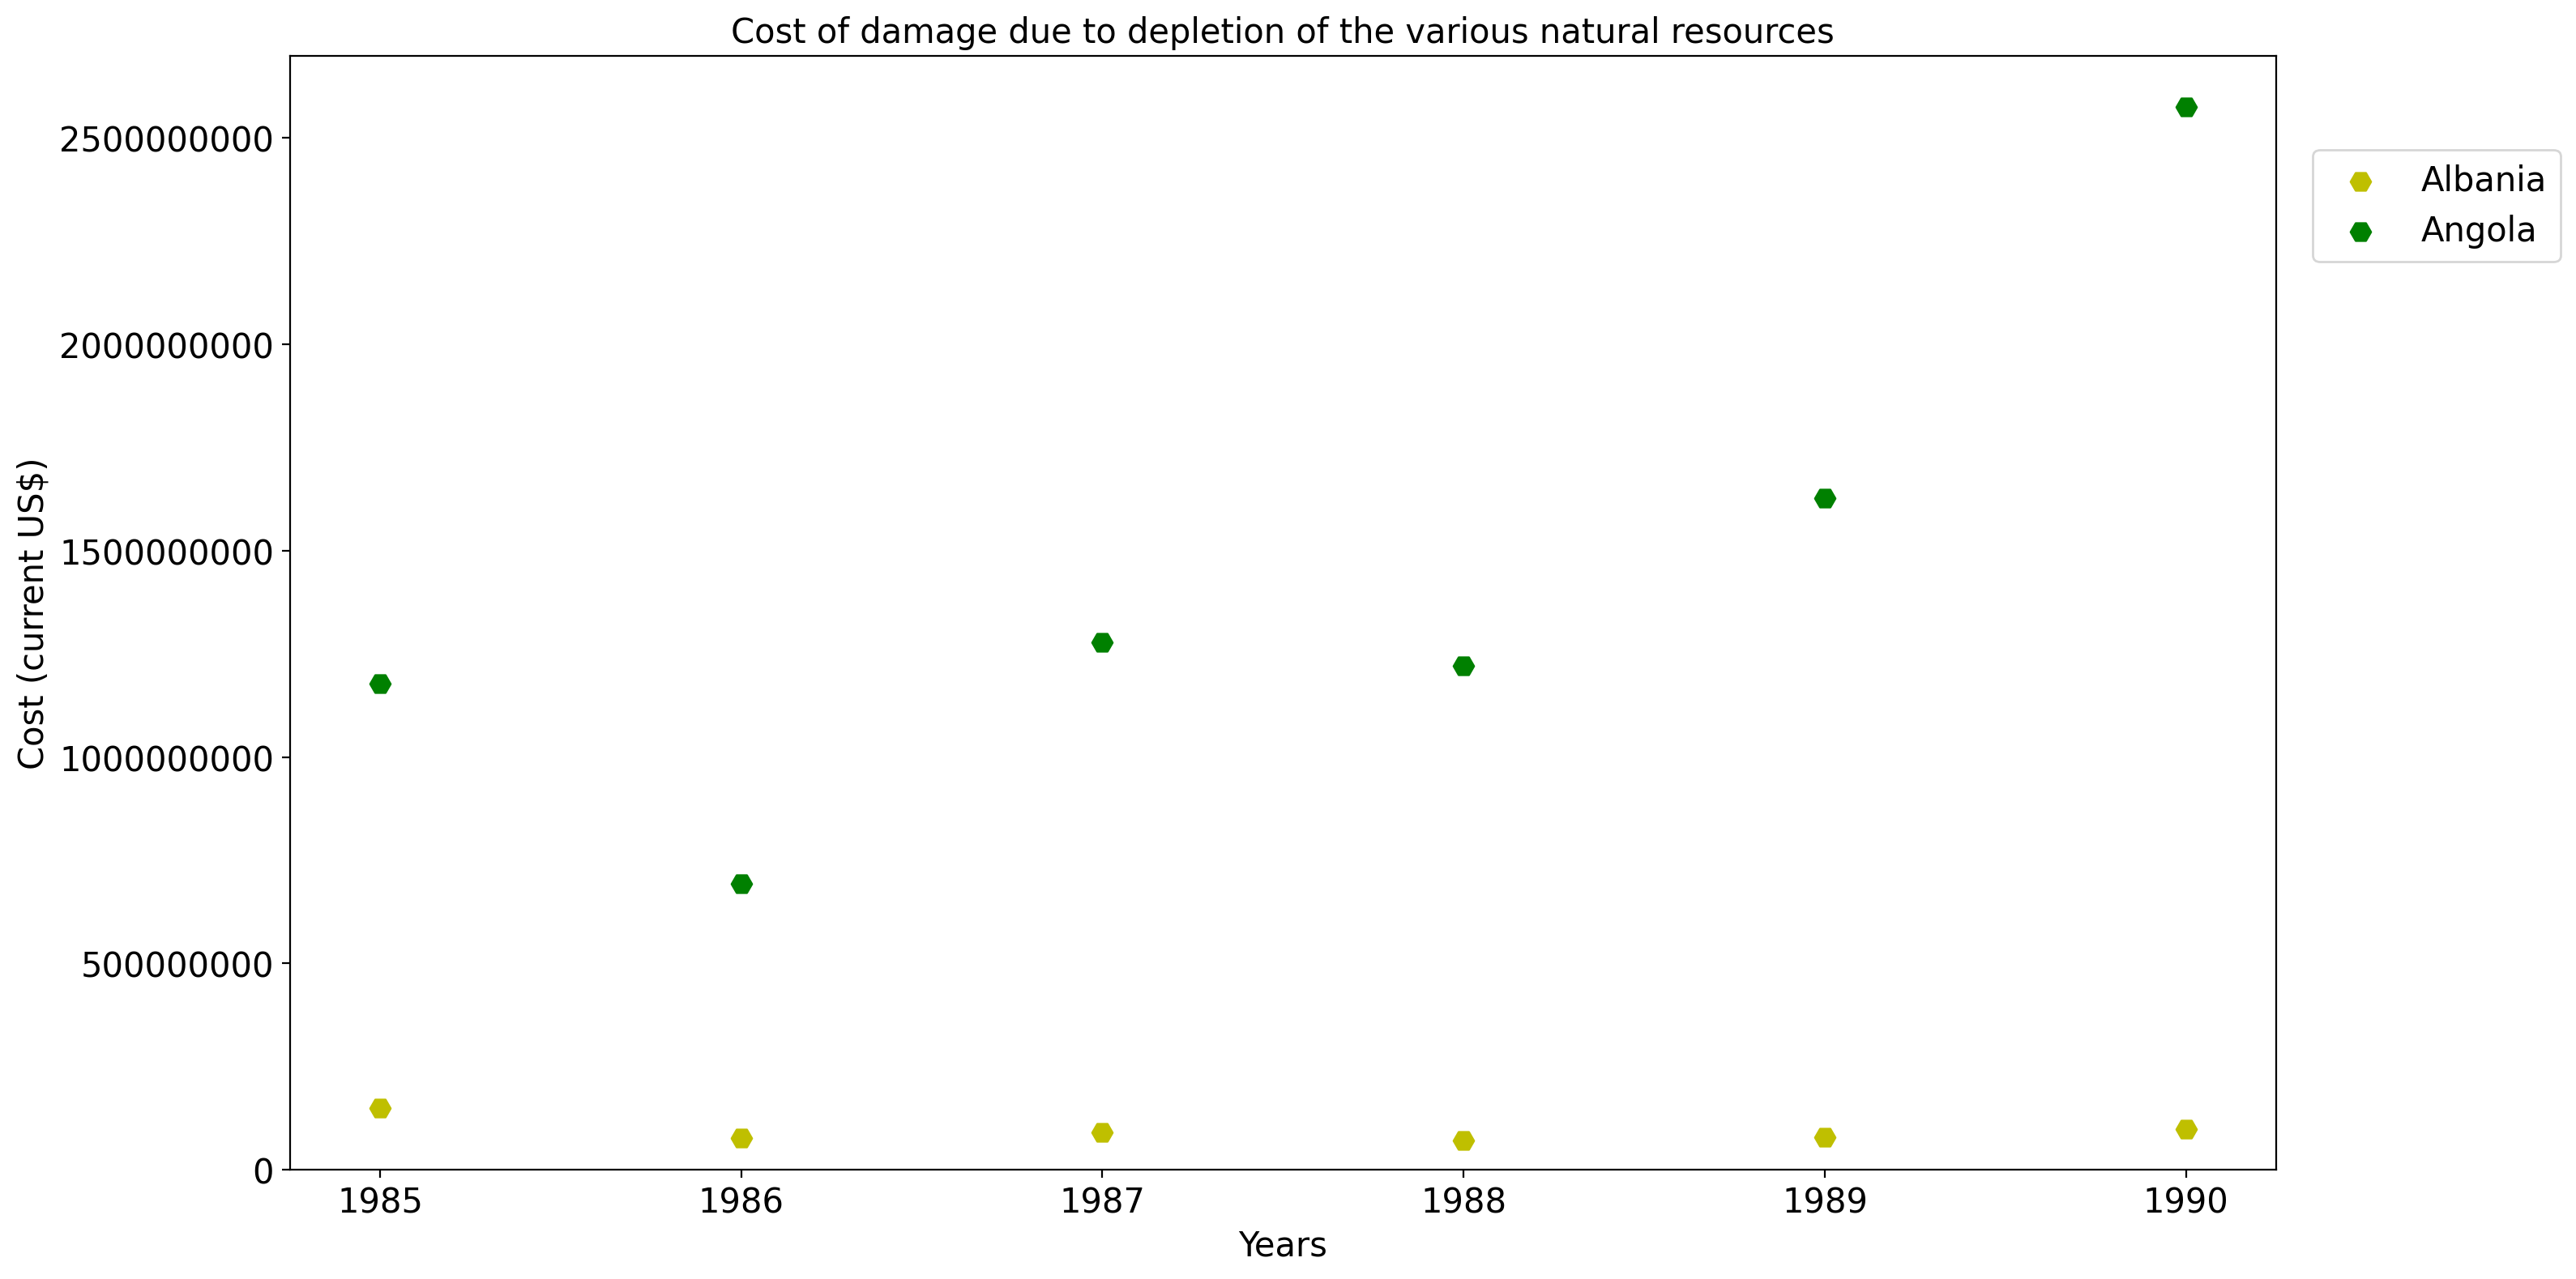 Cost of damage due to depletion of the various natural resources
2500000000
2000000000
1500000000
1000000000
500000000
0
Cost (current US$)
1985 1986 1987 1988 1989 1990
Years
Albania
Angola